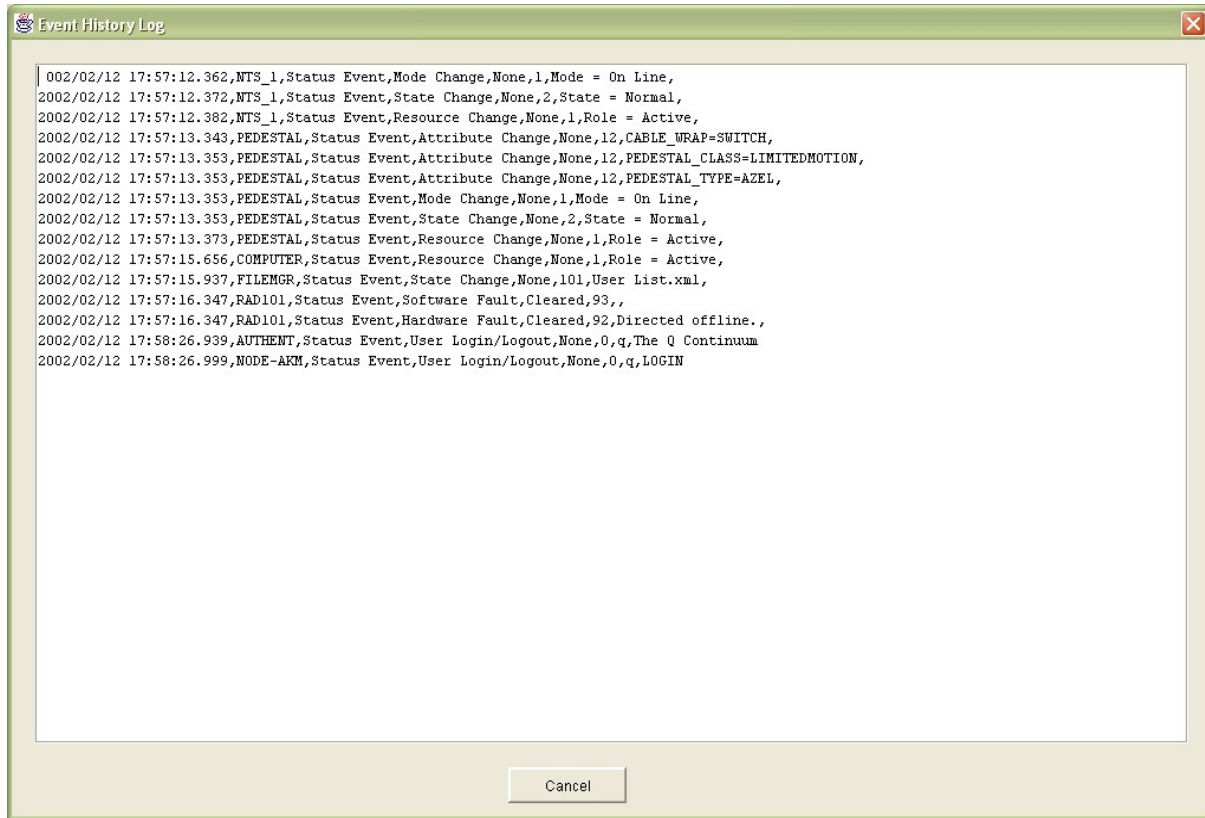 Event History Log
002/02/12 17:57:12.362,NTS_1,Status Event,Mode Change,None,1,Mode = On Line,
2002/02/12 17:57:12.372,NTS_1,Status Event,State Change,None,2,State = Normal,
2002/02/12 17:57:12.382,NTS_1,Status Event,Resource Change,None,1,Role = Active,
2002/02/12 17:57:13.343,PEDESTAL,Status Event,Attribute Change,None,12,CABLE_WRAP=SWITCH,
2002/02/12 17:57:13.353,PEDESTAL,Status Event,Attribute Change,None,12,PEDESTAL_CLASS=LIMITEDMOTION,
2002/02/12 17:57:13.353,PEDESTAL,Status Event,Attribute Change,None,12,PEDESTAL_TYPE=AZEL,
2002/02/12 17:57:13.353,PEDESTAL,Status Event,Mode Change,None,1,Mode = On Line,
2002/02/12 17:57:13.353,PEDESTAL,Status Event,State Change,None,2,State = Normal,
2002/02/12 17:57:13.373,PEDESTAL,Status Event,Resource Change,None,1,Role = Active,
2002/02/12 17:57:15.656,COMPUTER,Status Event,Resource Change,None,1,Role = Active,
2002/02/12 17:57:15.937,FILEMGR,Status Event,State Change,None,101,User List.xml,
2002/02/12 17:57:16.347,RAD101,Status Event,Software Fault,Cleared,93,,
2002/02/12 17:57:16.347,RAD101,Status Event,Hardware Fault,Cleared,92,Directed offline.,
2002/02/12 17:58:26.939,AUTHENT,Status Event,User Login/Logout,None,0,q,The Q Continuum
2002/02/12 17:58:26.999,NODE-AKM,Status Event,User Login/Logout,None,0,q,LOGIN
Cancel